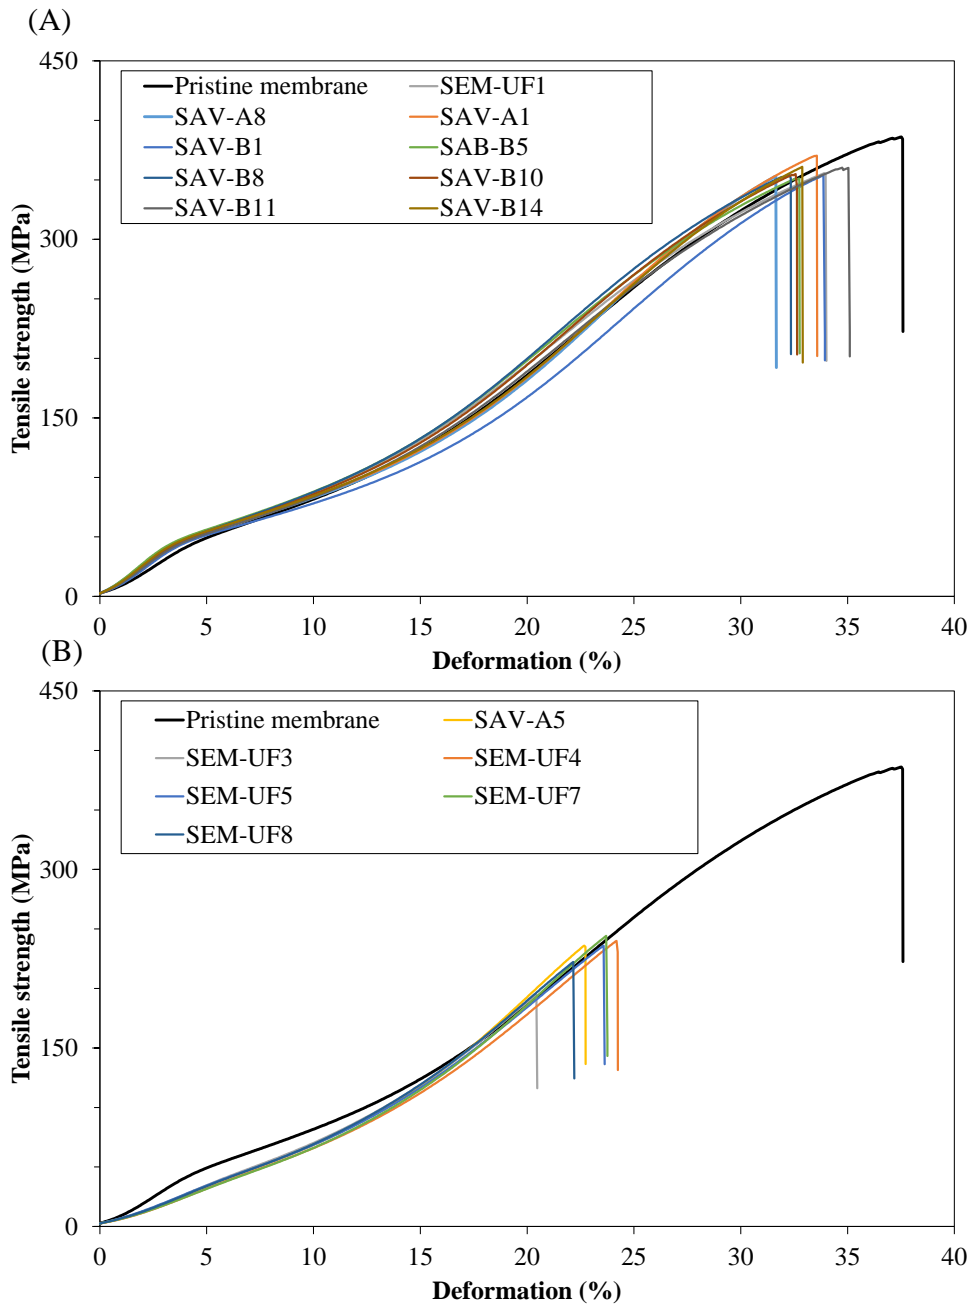 (A)
450
300
150
0
Tensile strength (MPa)
Pristine membrane SEM-UF1
SAV-A8 SAV-A1
SAV-B1 SAB-B5
SAV-B8 SAV-B10
SAV-B11 SAV-B14
0 5 10 15 20 25 30 35 40
Deformation (%)
(B)
450
300
150
0
Tensile strength (MPa)
Pristine membrane SAV-A5
SEM-UF3 SEM-UF4
SEM-UF5 SEM-UF7
SEM-UF8
0 5 10 15 20 25 30 35 40
Deformation (%)